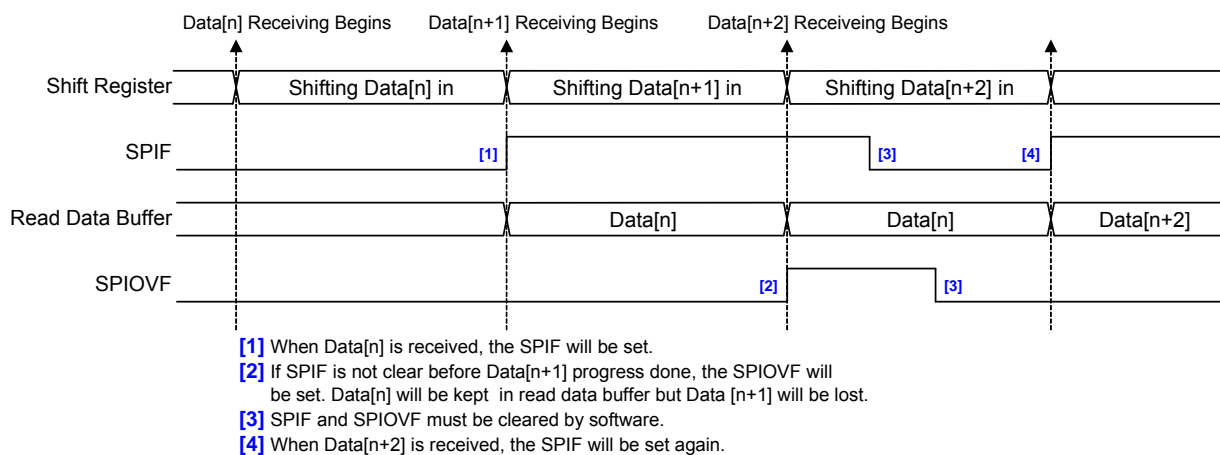 Data[n] Receiving Begins Data[n+1] Receiving Begins Data[n+2] Receiveing Begins
Shift Register Shifting Data[n] in Shifting Data[n+1] in Shifting Data[n+2] in
SPIF [1] [3] [4]
Read Data Buffer Data[n] Data[n] Data[n+2]
SPIOVF [2] [3]
[1] When Data[n] is received, the SPIF will be set.
[2] If SPIF is not clear before Data[n+1] progress done, the SPIOVF will
be set. Data[n] will be kept in read data buffer but Data [n+1] will be lost.
[3] SPIF and SPIOVF must be cleared by software.
[4] When Data[n+2] is received, the SPIF will be set again.